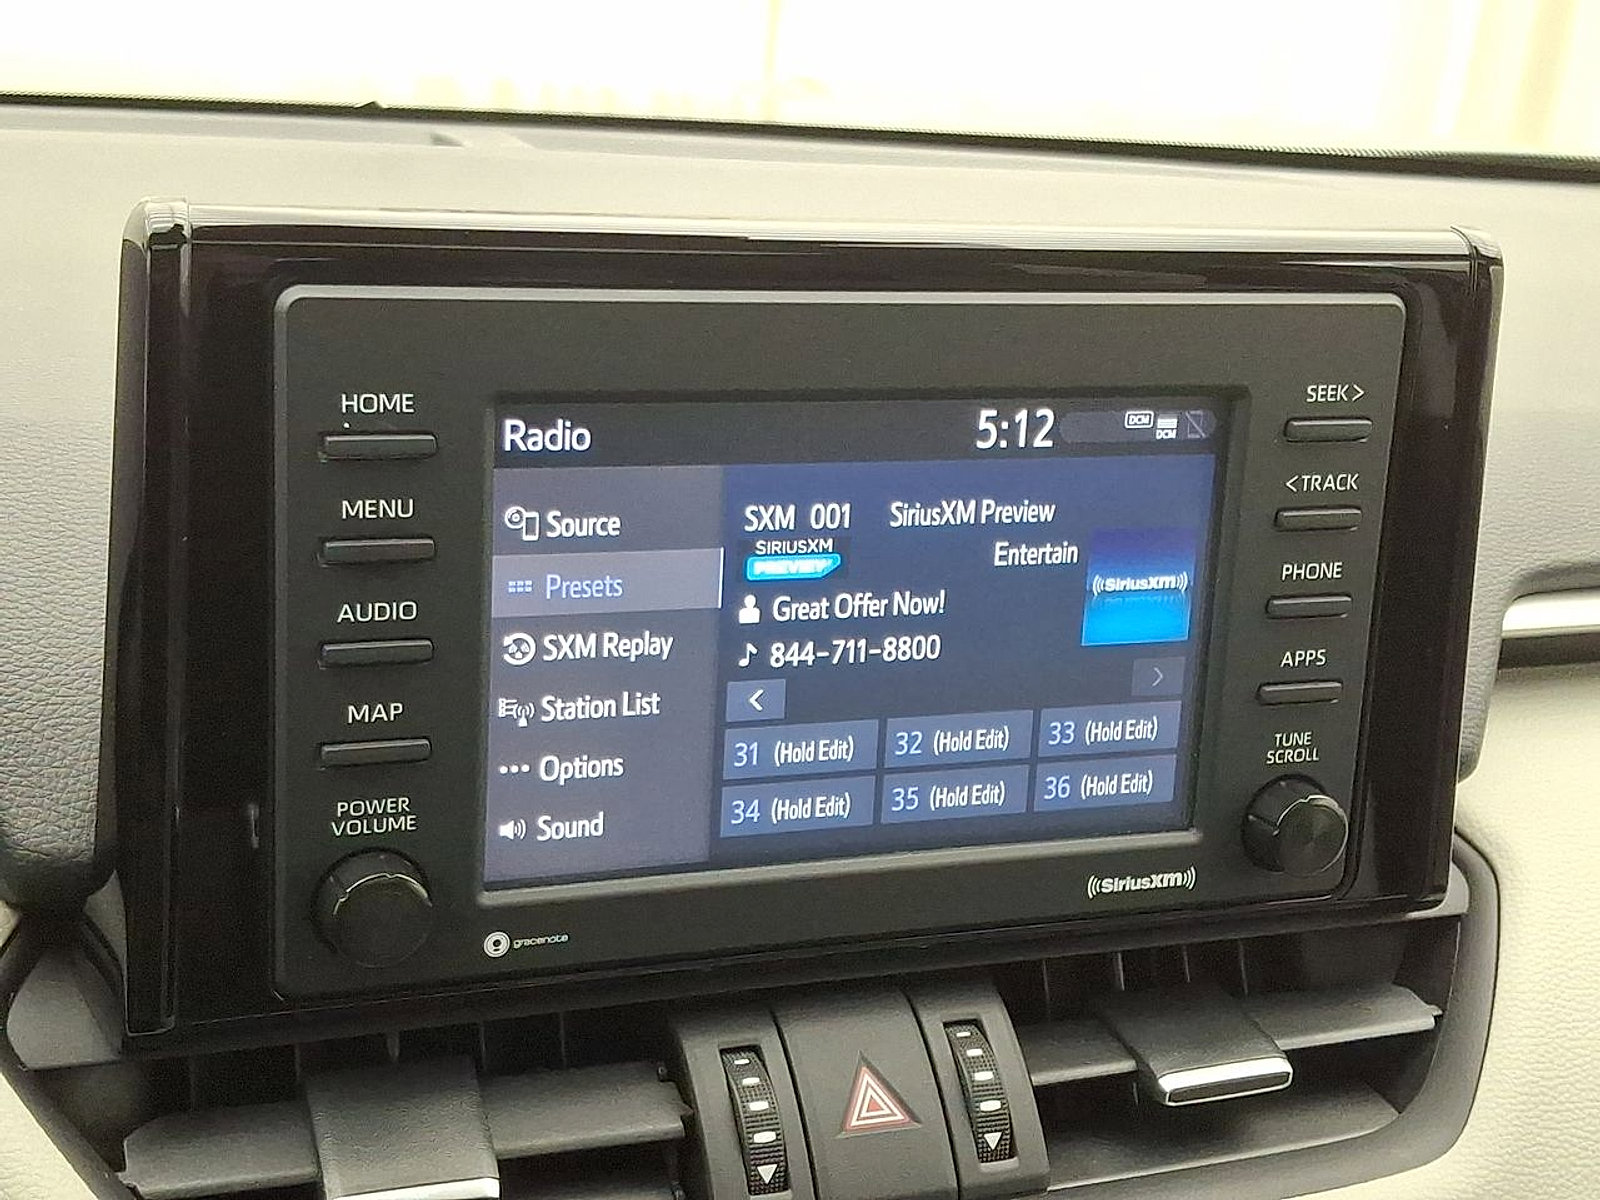 HOME
MENU
AUDIO
MAP
POWER
VOLUME
Radio
5:12
DCM
DCM
Source
Presets
SXM Replay
Station List
Options
Sound
SXM 001 SiriusXM Preview
SIRIUSXM
PREVIEW
Entertain
Great Offer Now!
844-711-8800
((SiriusXM))
<
>
31 (Hold Edit)
32 (Hold Edit)
33 (Hold Edit)
34 (Hold Edit)
35 (Hold Edit)
36 (Hold Edit)
SEEK >
< TRACK
PHONE
APPS
TUNE
SCROLL
gracenote
((SiriusXM))